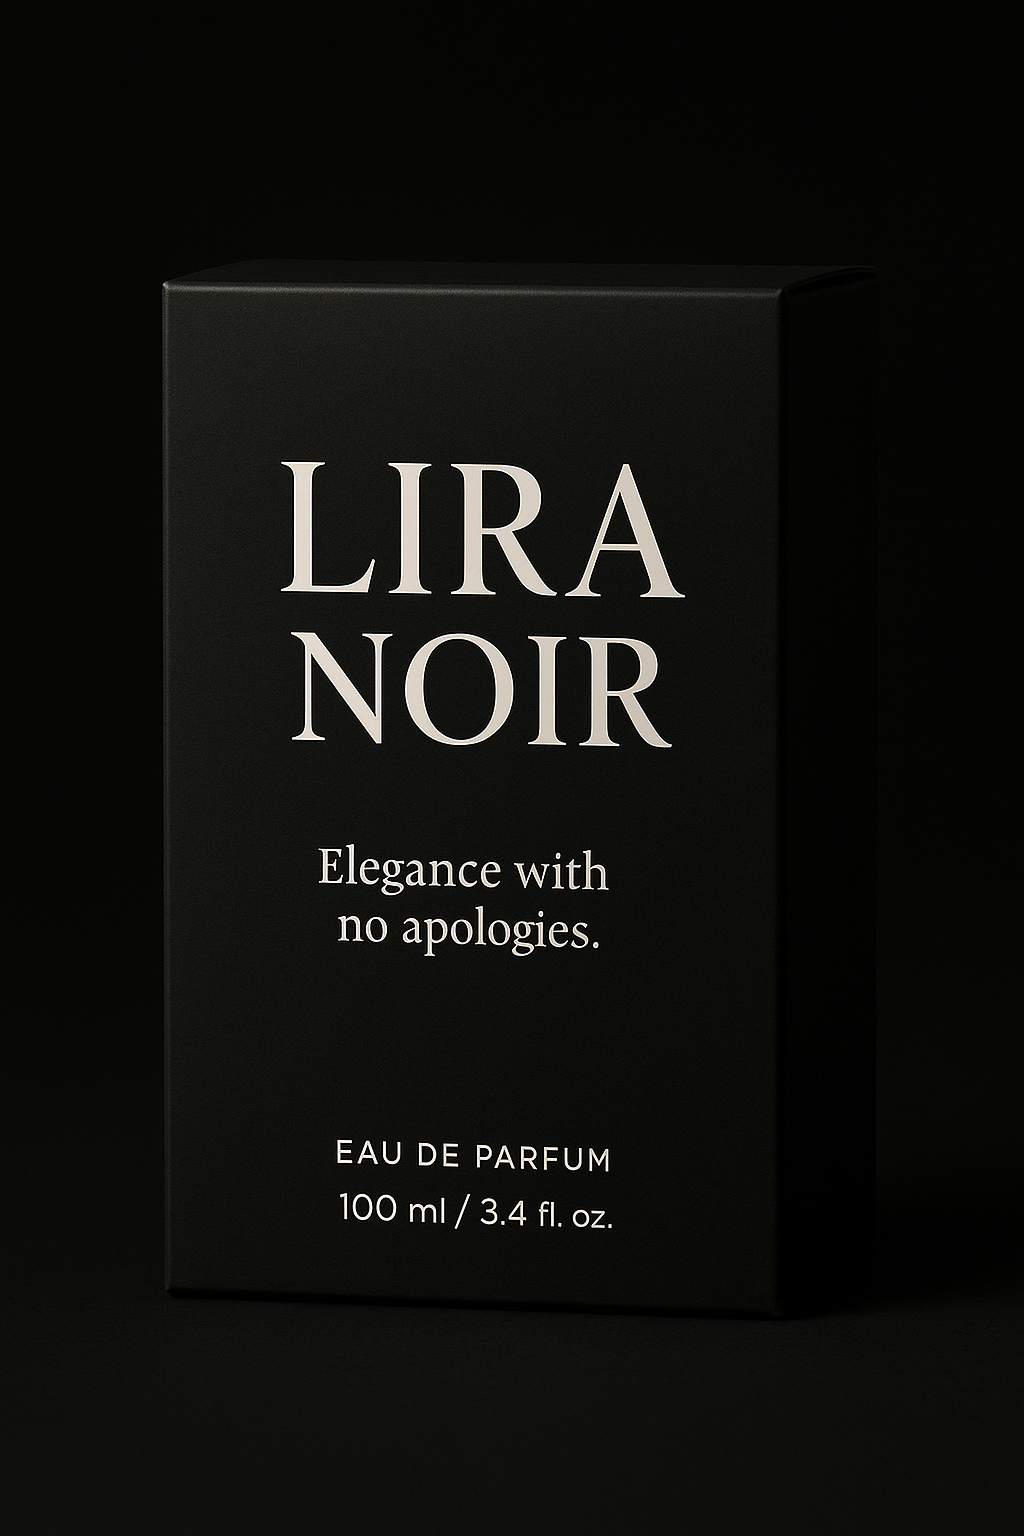 LIRA
NOIR
Elegance with
no apologies.
EAU DE PARFUM
100 ml / 3.4 fl. oz.